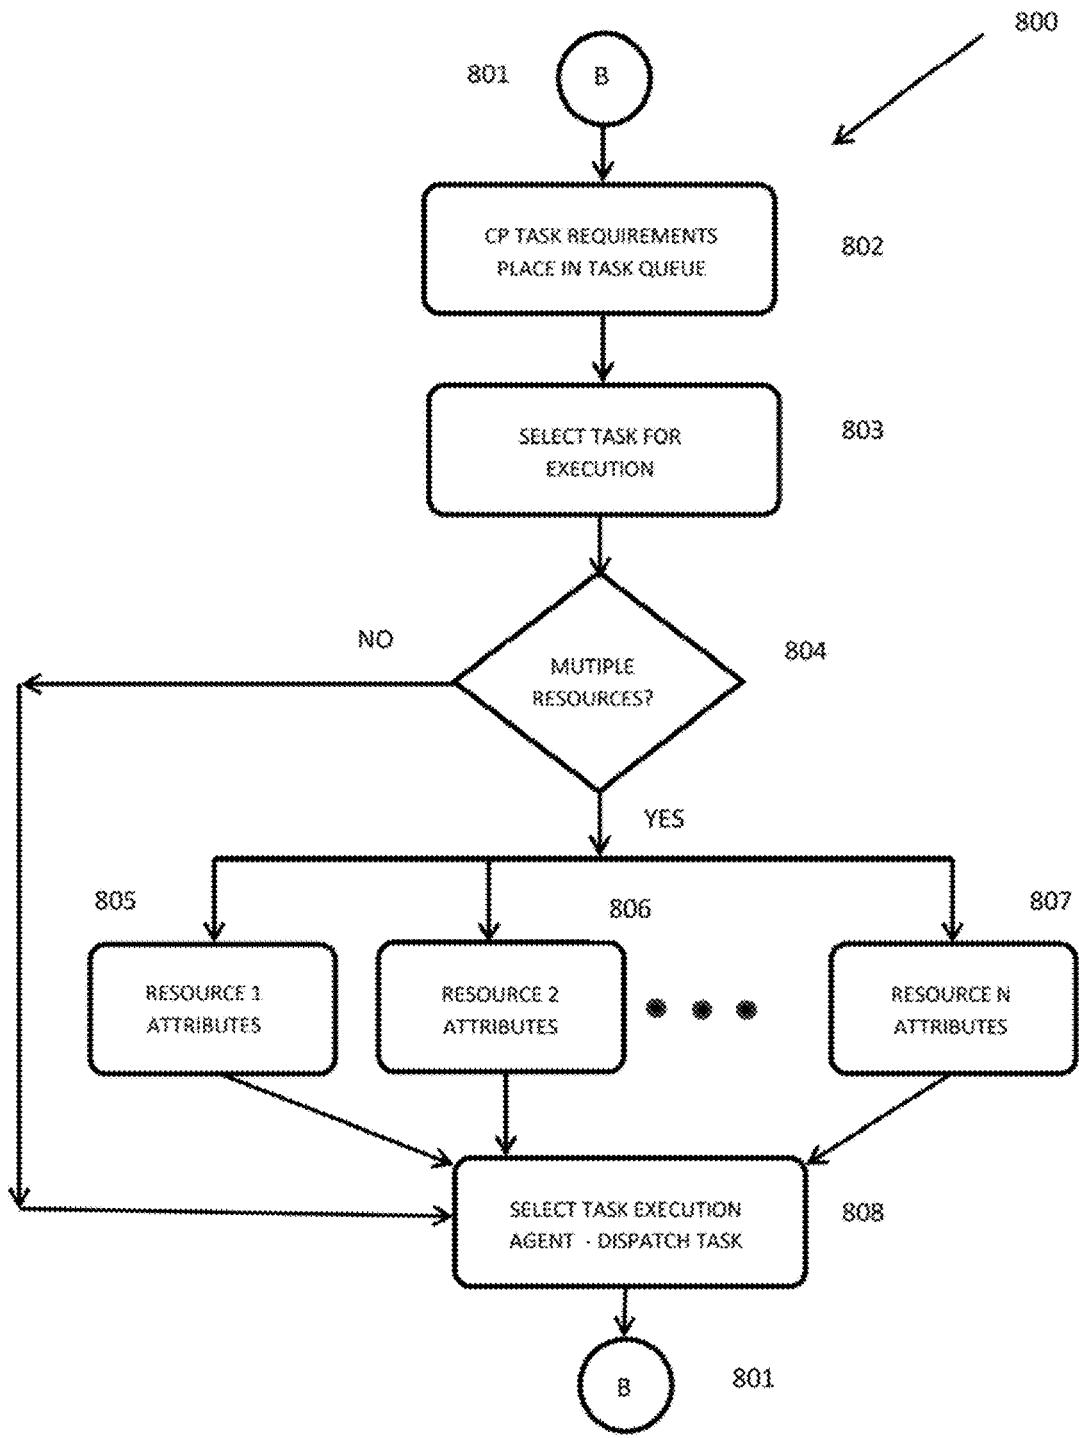 800
801
B
CP TASK REQUIREMENTS
PLACE IN TASK QUEUE
802
SELECT TASK FOR
EXECUTION
803
NO
MUTIPLE
RESOURCES?
804
YES
805
806
807
RESOURCE 1
ATTRIBUTES
RESOURCE 2
ATTRIBUTES
RESOURCE N
ATTRIBUTES
SELECT TASK EXECUTION
AGENT - DISPATCH TASK
808
B
801